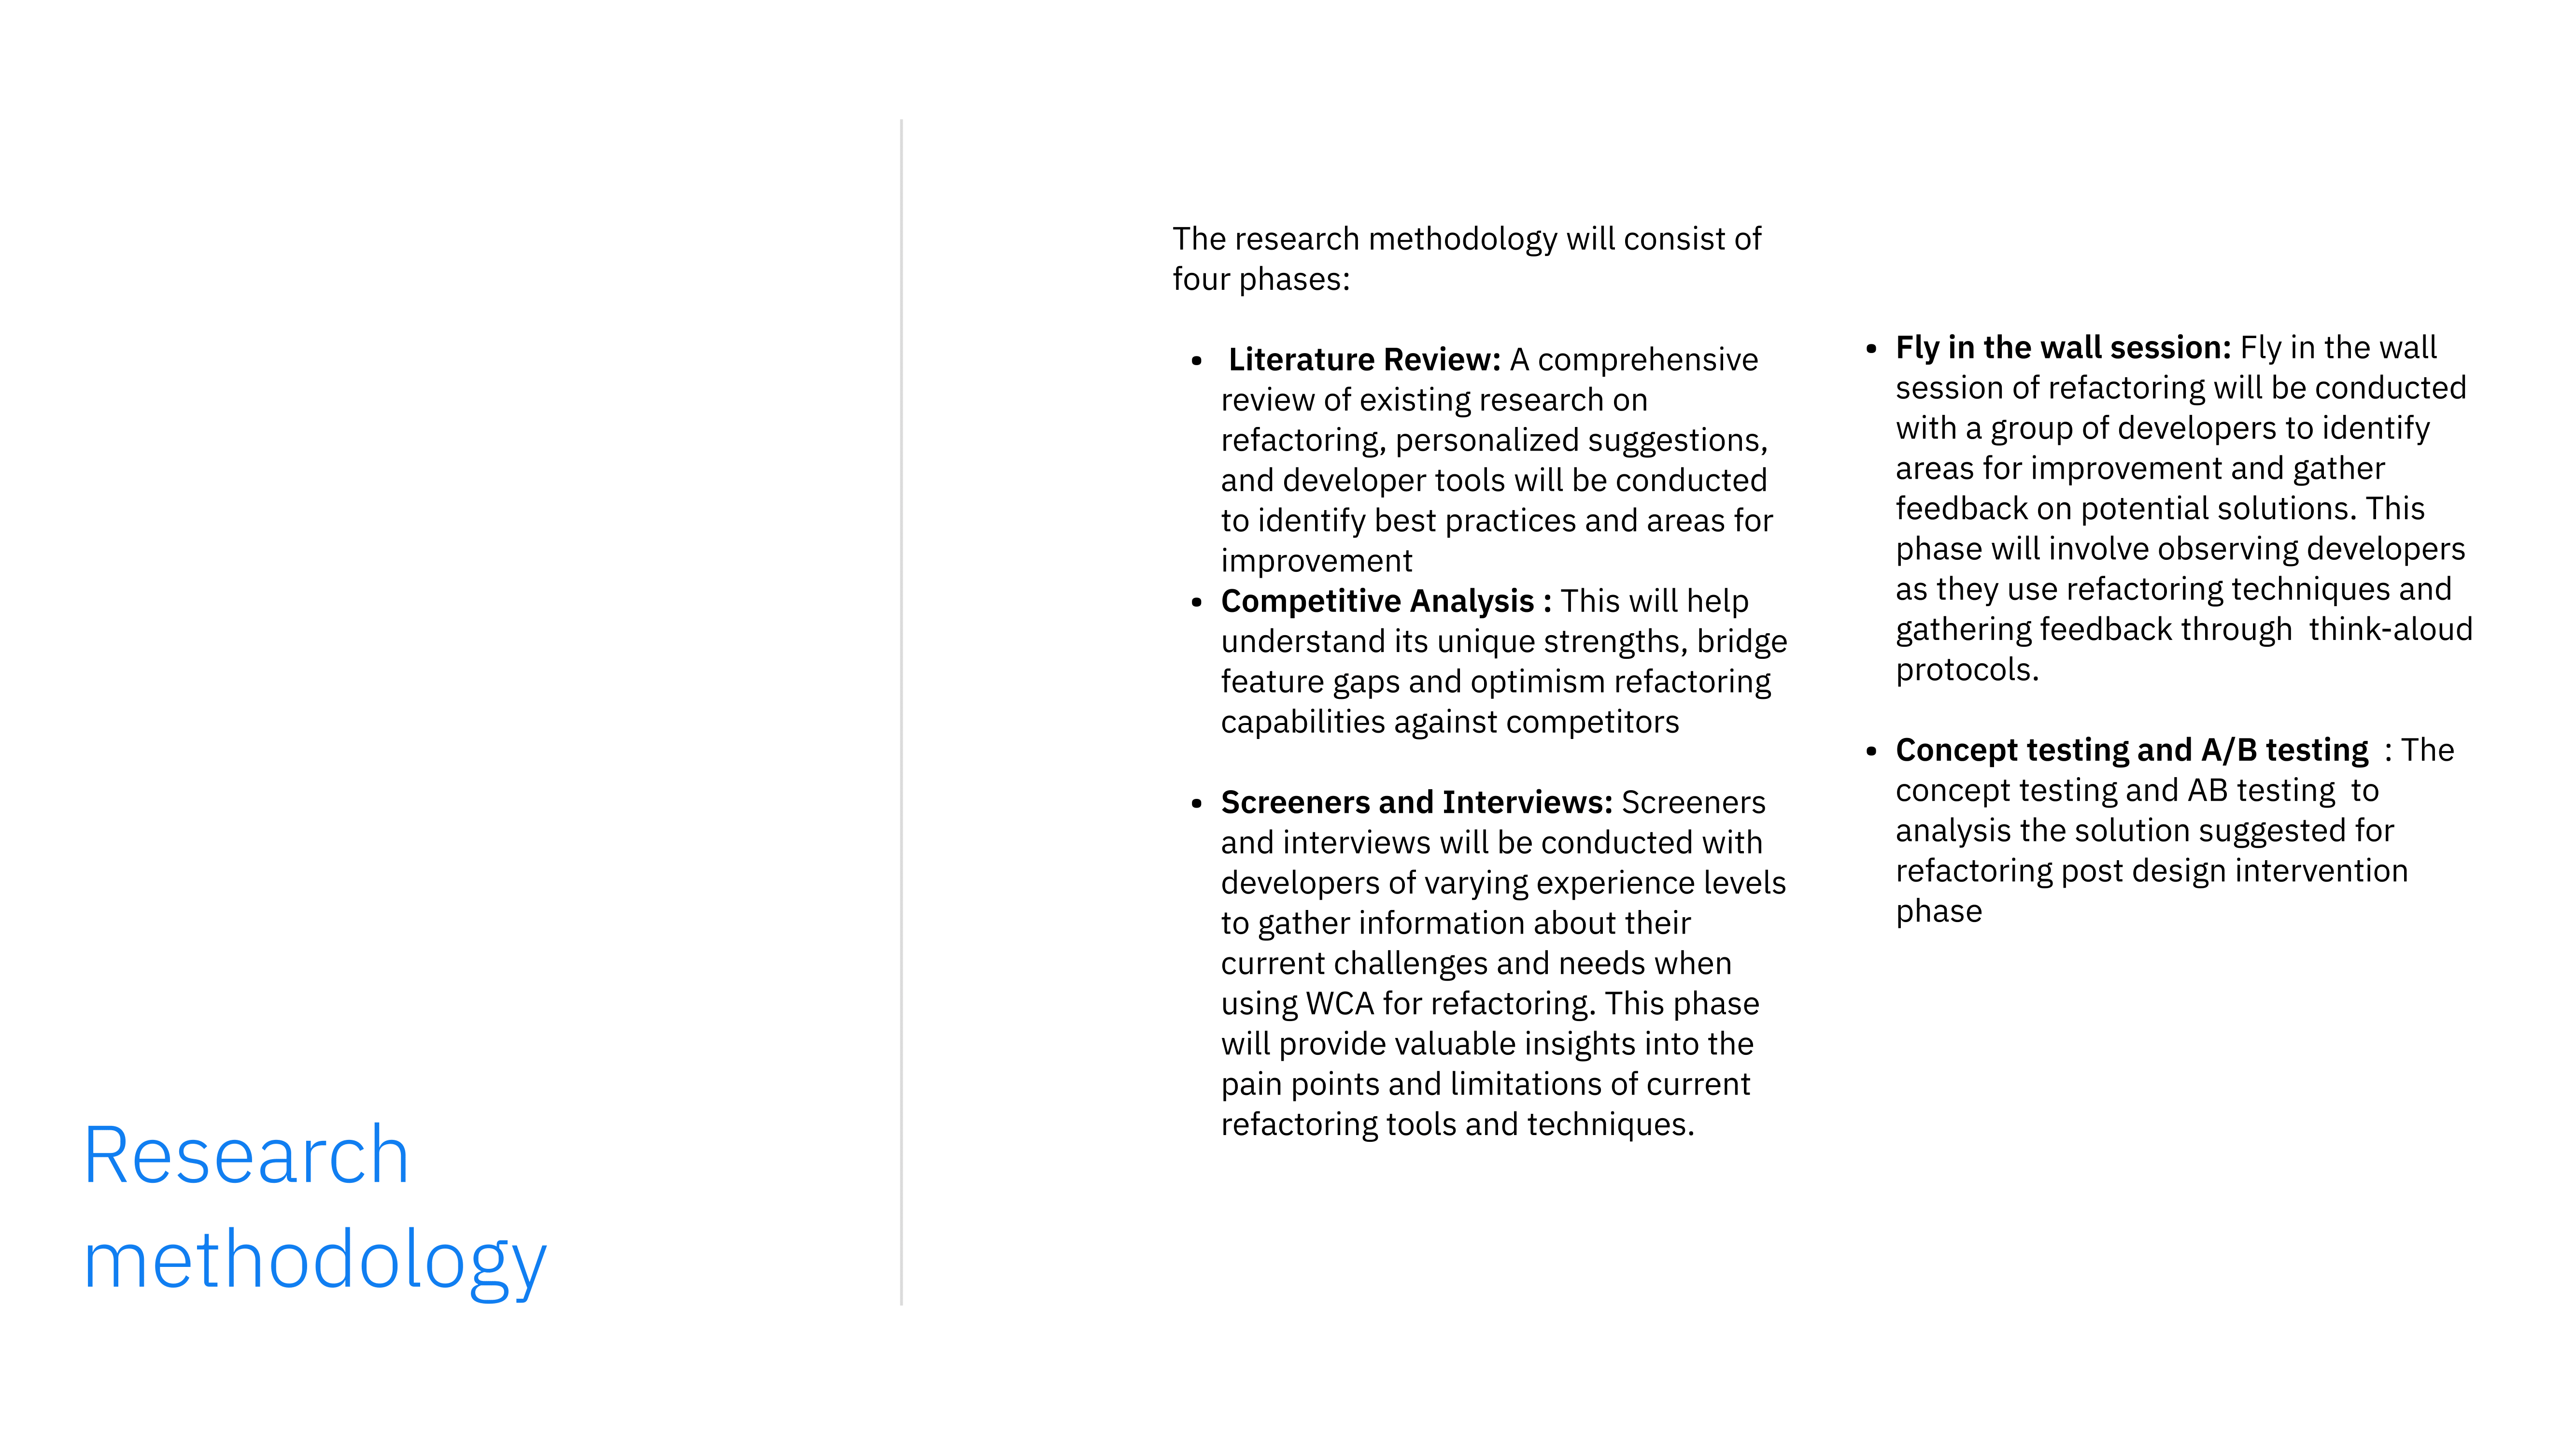 Research
methodology
The research methodology will consist of
four phases:
• Literature Review: A comprehensive
review of existing research on
refactoring, personalized suggestions,
and developer tools will be conducted
to identify best practices and areas for
improvement
• Competitive Analysis : This will help
understand its unique strengths, bridge
feature gaps and optimism refactoring
capabilities against competitors
• Screeners and Interviews: Screeners
and interviews will be conducted with
developers of varying experience levels
to gather information about their
current challenges and needs when
using WCA for refactoring. This phase
will provide valuable insights into the
pain points and limitations of current
refactoring tools and techniques.
• Fly in the wall session: Fly in the wall
session of refactoring will be conducted
with a group of developers to identify
areas for improvement and gather
feedback on potential solutions. This
phase will involve observing developers
as they use refactoring techniques and
gathering feedback through  think-aloud
protocols.
• Concept testing and A/B testing  : The
concept testing and AB testing  to
analysis the solution suggested for
refactoring post design intervention
phase